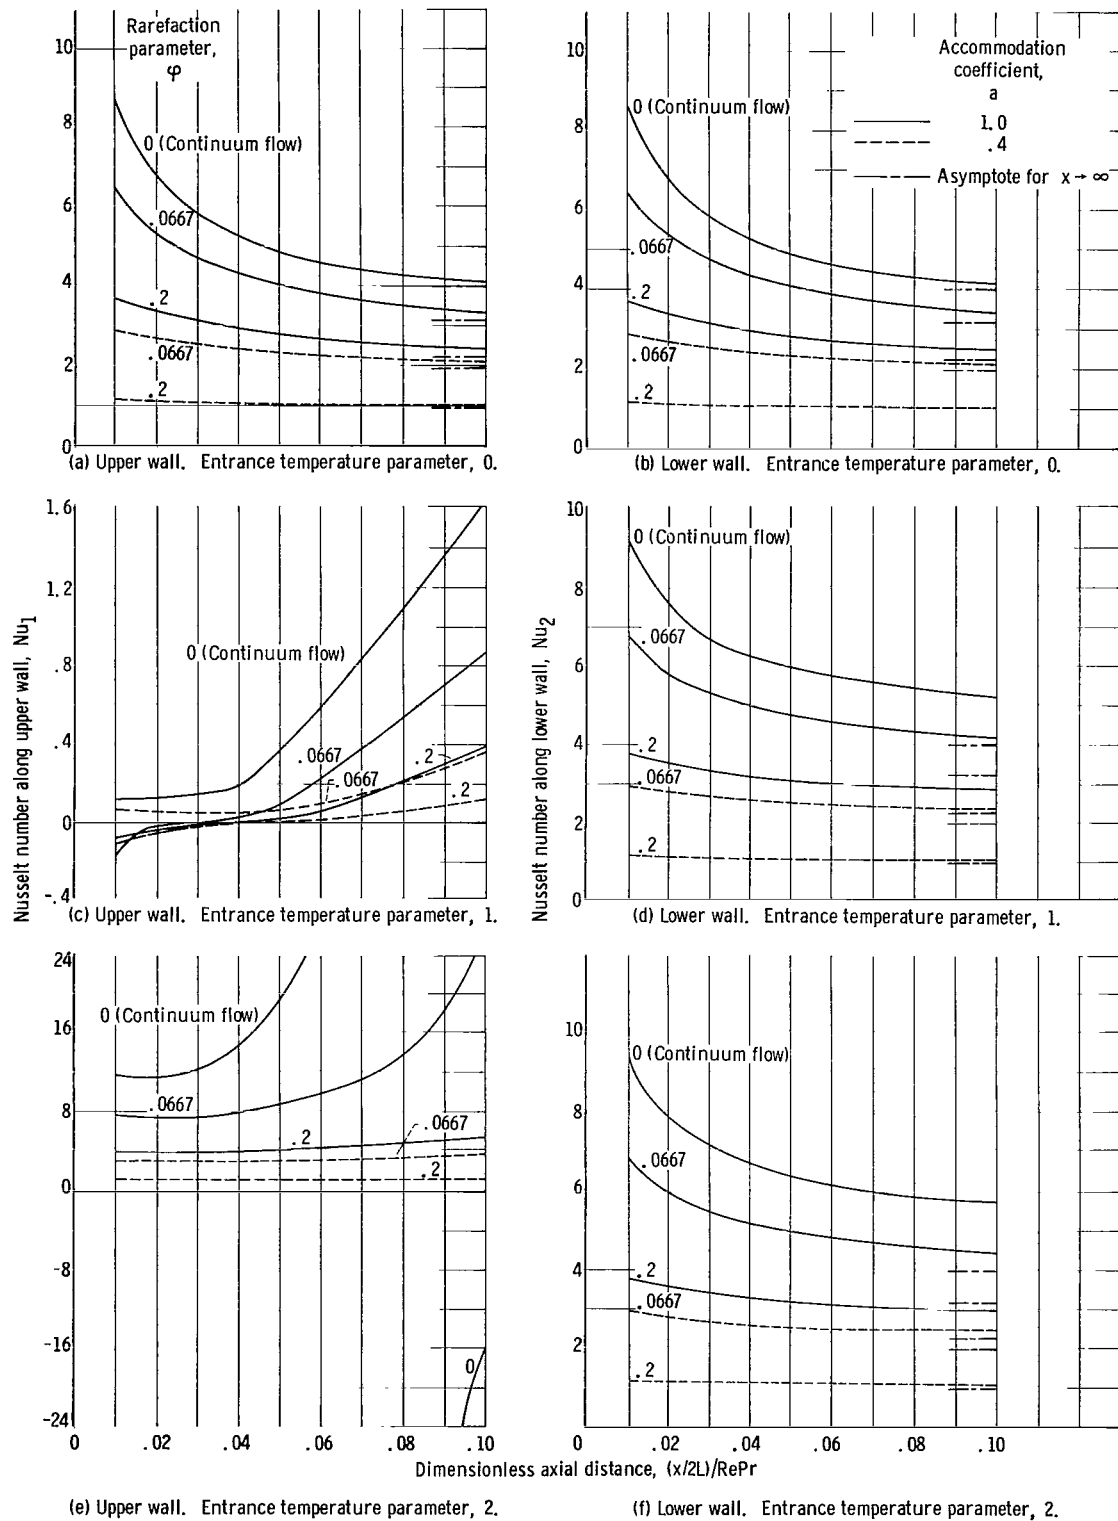 Rarefaction
parameter,
φ
10
8
6
4
2
0
0 (Continuum flow)
.0667
.2
.0667
.2
(a) Upper wall. Entrance temperature parameter, 0.
Accommodation
coefficient,
a
1.0
.4
Asymptote for x → ∞
10
8
6
4
2
0
0 (Continuum flow)
.0667
.2
.0667
.2
(b) Lower wall. Entrance temperature parameter, 0.
Nusselt number along upper wall, Nu1
1.6
1.2
.8
.4
0
-.4
0 (Continuum flow)
.0667
.0667
.2
.2
(c) Upper wall. Entrance temperature parameter, 1.
Nusselt number along lower wall, Nu2
10
8
6
4
2
0
0 (Continuum flow)
.0667
.2
.0667
.2
(d) Lower wall. Entrance temperature parameter, 1.
24
16
8
0
-8
-16
-24
0 (Continuum flow)
.0667
.2
.0667
.2
0
0 .02 .04 .06 .08 .10
10
8
6
4
2
0 (Continuum flow)
.0667
.2
.0667
.2
0 .02 .04 .06 .08 .10
Dimensionless axial distance, (x/2L)/RePr
(e) Upper wall. Entrance temperature parameter, 2.
(f) Lower wall. Entrance temperature parameter, 2.